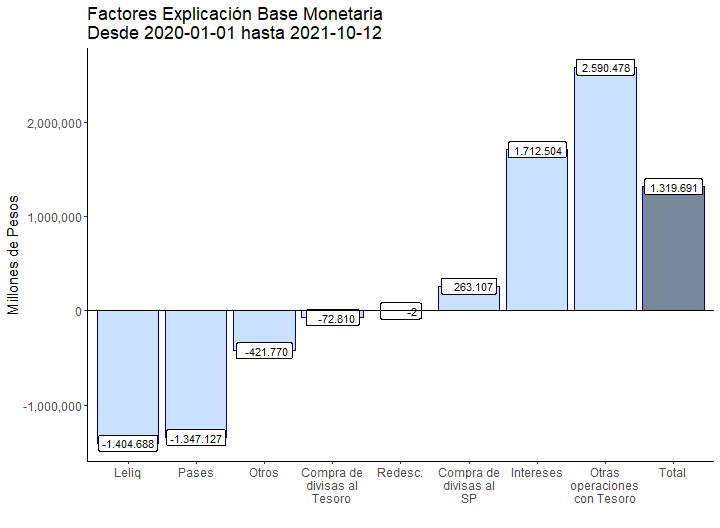 Factores Explicación Base Monetaria
Desde 2020-01-01 hasta 2021-10-12
Millones de Pesos
2,000,000
1,000,000
0
-1,000,000
-1.404.688
-1.347.127
-421.770
-72.810
-2
263.107
1.712.504
2.590.478
1.319.691
Leliq
Pases
Otros
Compra de
divisas al
Tesoro
Redesc.
Compra de
divisas al
SP
Intereses
Otras
operaciones
con Tesoro
Total